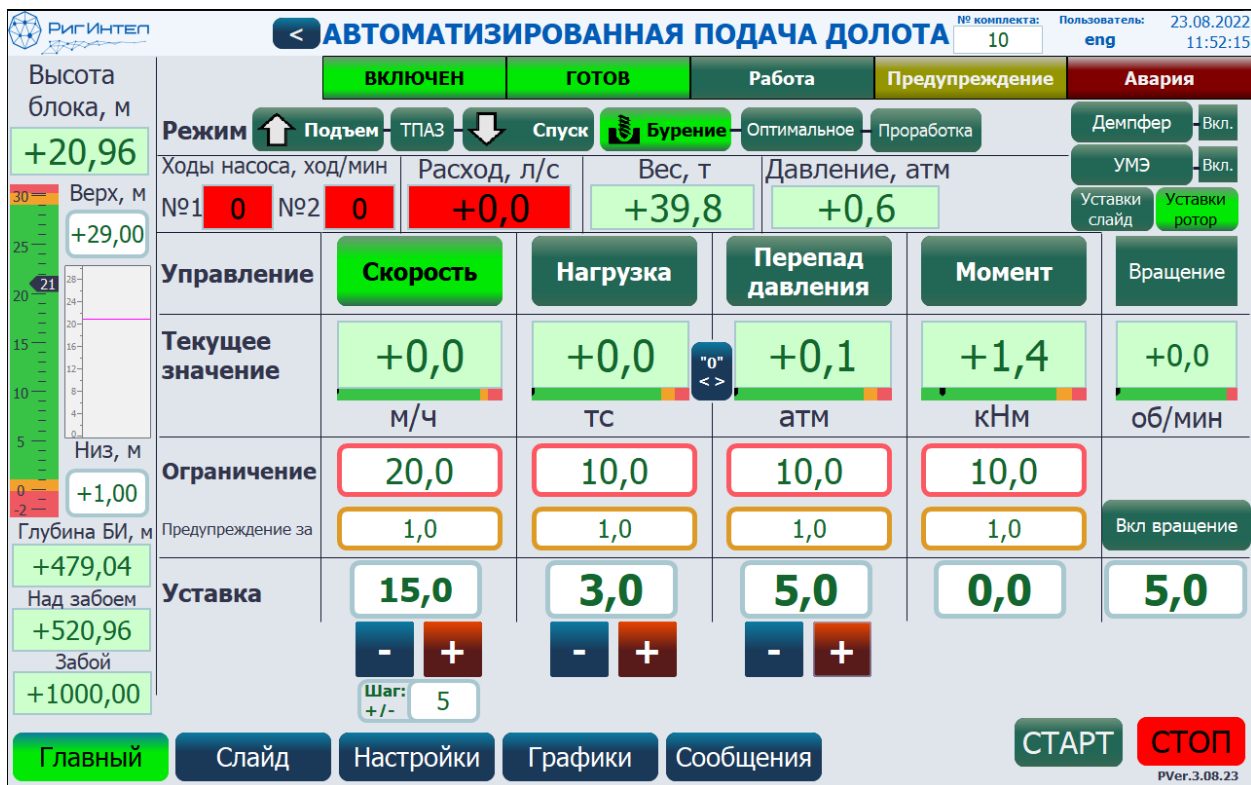 РигИнтел
<
АВТОМАТИЗИРОВАННАЯ ПОДАЧА ДОЛОТА
№ комплекта:
10
Пользователь:
eng
23.08.2022
11:52:15
Высота
блока, м
+20,96
ВКЛЮЧЕН ГОТОВ Работа Предупреждение Авария
Режим Подъем ТПАЗ Спуск Бурение Оптимальное Проработка
Демпфер Вкл.
УМЭ Вкл.
Уставки
слайд
Уставки
ротор
Ходы насоса, ход/мин Расход, л/с Вес, т Давление, атм
№1 0 №2 0 +0,0 +39,8 +0,6
Верх, м
+29,00
30
25
20
15
10
5
0
-2
21
28
24
20
16
12
8
4
0
Низ, м
+1,00
Глубина БИ, м
+479,04
Над забоем
+520,96
Забой
+1000,00
Управление Скорость Нагрузка Перепад
давления Момент Вращение
Текущее
значение
+0,0 +0,0 "0"
< > +0,1 +1,4 +0,0
м/ч тс атм кНм об/мин
Ограничение 20,0 10,0 10,0 10,0
Предупреждение за 1,0 1,0 1,0 1,0 Вкл вращение
Уставка 15,0 3,0 5,0 0,0 5,0
- + - + - +
Шаг:
+/-
5
Главный Слайд Настройки Графики Сообщения СТАРТ СТОП
PVer.3.08.23